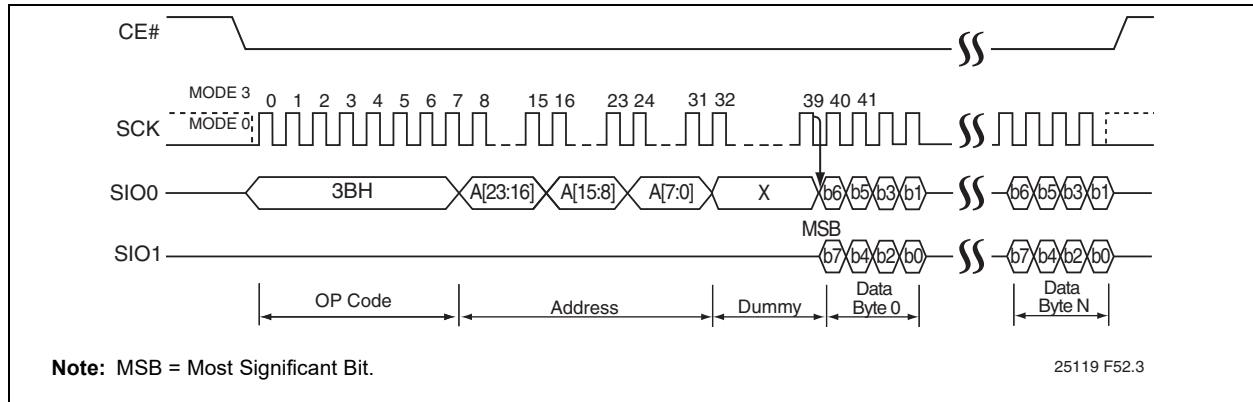 CE#
MODE 3
0 1 2 3 4 5 6 7 8 15 16 23 24 31 32 39 40 41
SCK
MODE 0
SIO0
3BH A[23:16] A[15:8] A[7:0] X b6 b5 b3 b1 b6 b5 b3 b1
MSB
SIO1
b7 b4 b2 b0 b7 b4 b2 b0
OP Code Address Dummy Data Byte 0 Data Byte N
Note: MSB = Most Significant Bit.
25119 F52.3